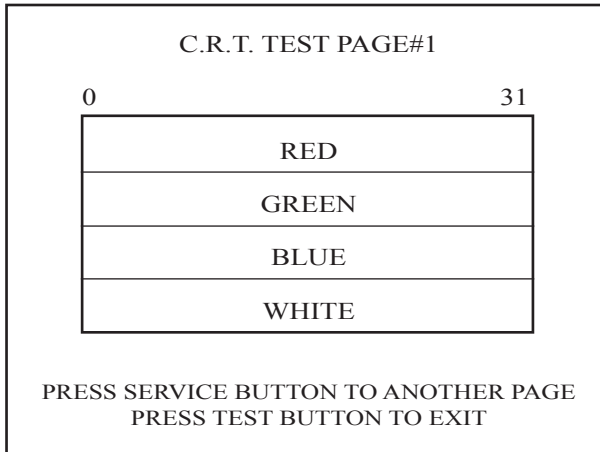 C.R.T. TEST PAGE#1
0 31
RED
GREEN
BLUE
WHITE
PRESS SERVICE BUTTON TO ANOTHER PAGE
PRESS TEST BUTTON TO EXIT